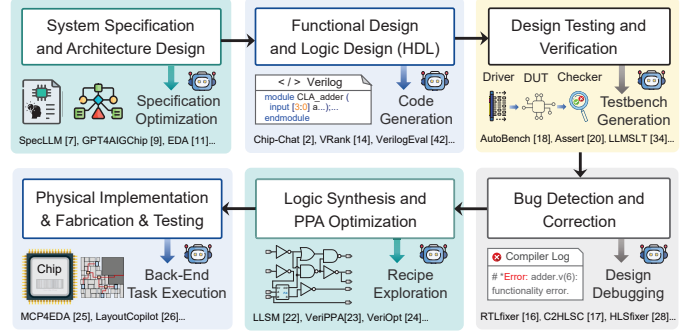 System Specification
and Architecture Design
Specification
Optimization
SpecLLM [7], GPT4AIGChip [9], EDA [11]...
Functional Design
and Logic Design (HDL)
< / > Verilog
module CLA_adder (
input [3:0] a...);...
endmodule
Code
Generation
Chip-Chat [2], VRank [14], VerilogEval [42]...
Design Testing and
Verification
Driver DUT Checker
Testbench
Generation
AutoBench [18], Assert [20], LLMSLT [34]...
Physical Implementation
& Fabrication & Testing
Chip
Back-End
Task Execution
MCP4EDA [25], LayoutCopilot [26]...
Logic Synthesis and
PPA Optimization
Recipe
Exploration
LLSM [22], VeriPPA[23], VeriOpt [24]...
Bug Detection and
Correction
Compiler Log
# *Error: adder.v(6):
functionality error.
Design
Debugging
RTLfixer [16], C2HLSC [17], HLSfixer [28]...